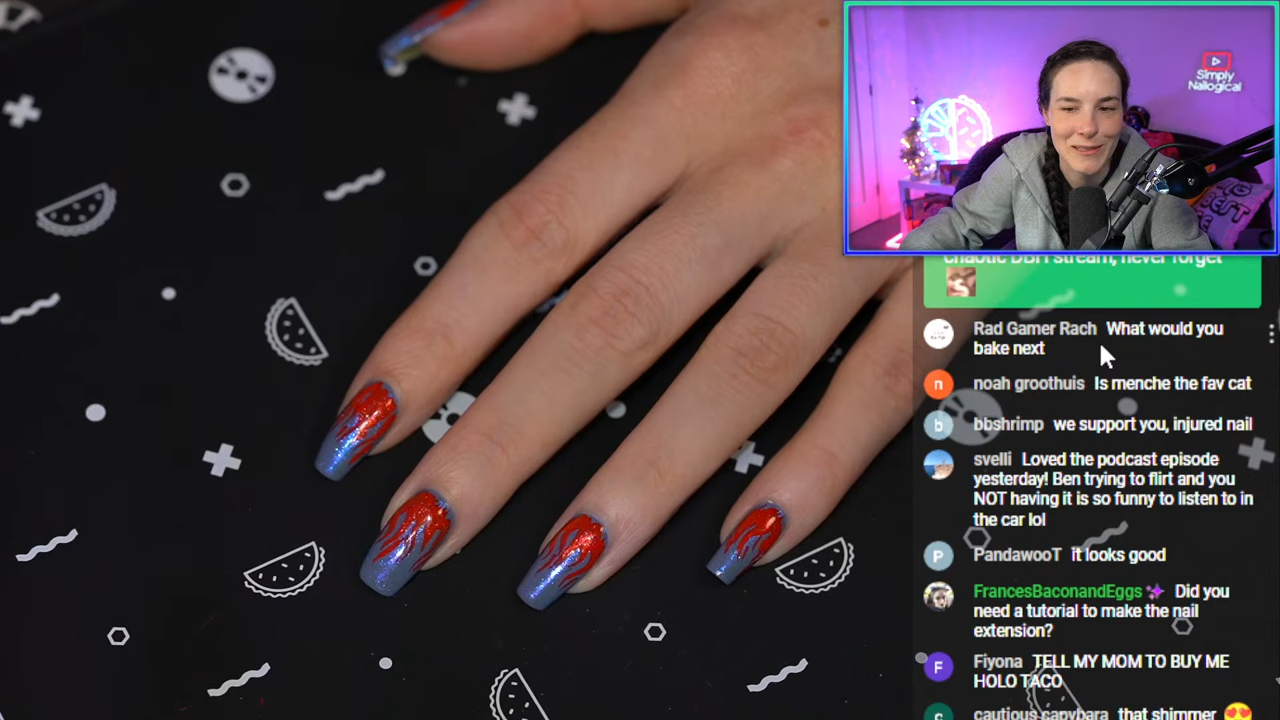 Simply
Nailogical
chaotic DBH stream, never forget
Rad Gamer Rach What would you
bake next
noah groothuis Is menche the fav cat
b bbshrimp we support you, injured nail
svelli Loved the podcast episode
yesterday! Ben trying to flirt and you
NOT having it is so funny to listen to in
the car lol
P PandawooT it looks good
FrancesBaconandEggs Did you
need a tutorial to make the nail
extension?
F Fiyona TELL MY MOM TO BUY ME
HOLO TACO
cautious capybara that shimmer